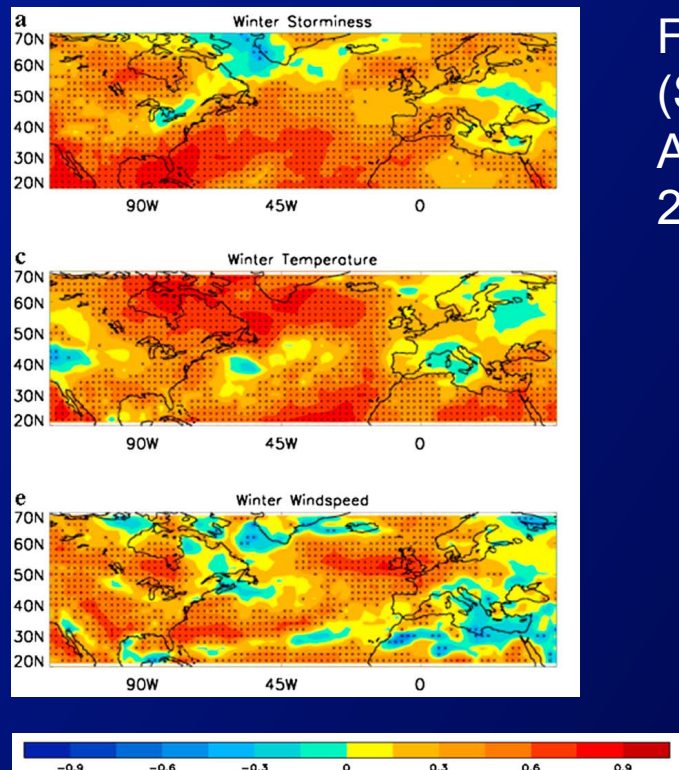 a
Winter Storminess
70N
60N
50N
40N
30N
20N
90W 45W 0
c
Winter Temperature
70N
60N
50N
40N
30N
20N
90W 45W 0
e
Winter Windspeed
70N
60N
50N
40N
30N
20N
90W 45W 0
-0.9 -0.6 -0.3 0 0.3 0.6 0.9